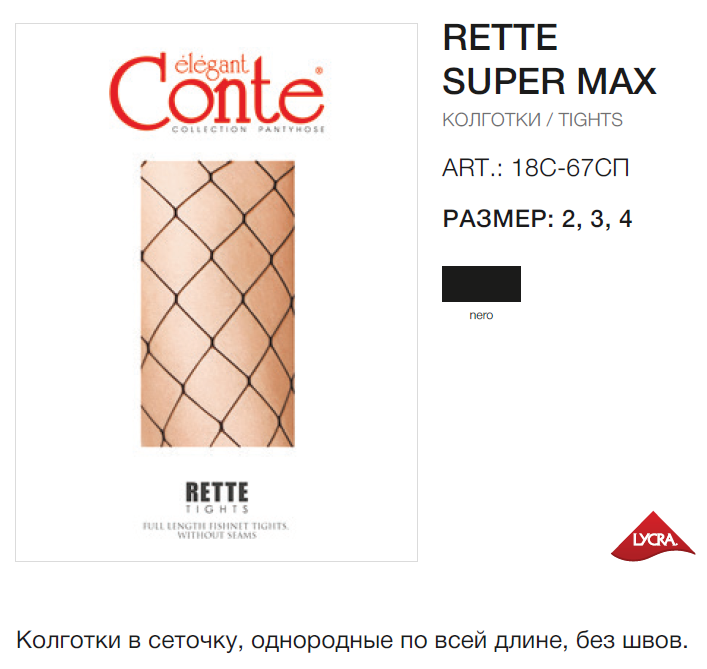 élégant
Conte®
COLLECTION PANTYHOSE
RETTE
TIGHTS
FULL LENGTH FISHNET TIGHTS.
WITHOUT SEAMS
RETTE
SUPER MAX
КОЛГОТКИ / TIGHTS
ART.: 18С-67СП
РАЗМЕР: 2, 3, 4
nero
LYCRA.
Колготки в сеточку, однородные по всей длине, без швов.